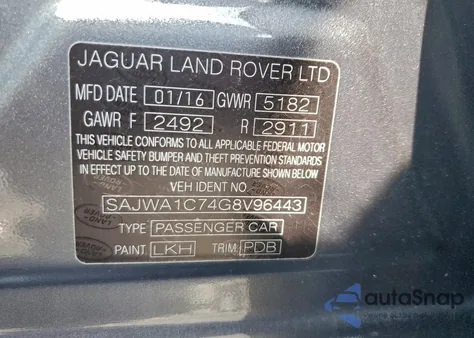 JAGUAR LAND ROVER LTD
MFD DATE 01/16 GVWR 5182
GAWR F 2492 R 2911
THIS VEHICLE CONFORMS TO ALL APPLICABLE FEDERAL MOTOR
VEHICLE SAFETY BUMPER AND THEFT PREVENTION STANDARDS
IN EFFECT UP TO THE DATE OF MANUFACTURE SHOWN ABOVE
VEH IDENT NO.
SAJWA1C74G8V96443
TYPE: PASSENGER CAR
PAINT: LKH TRIM: PDB
autoSnap